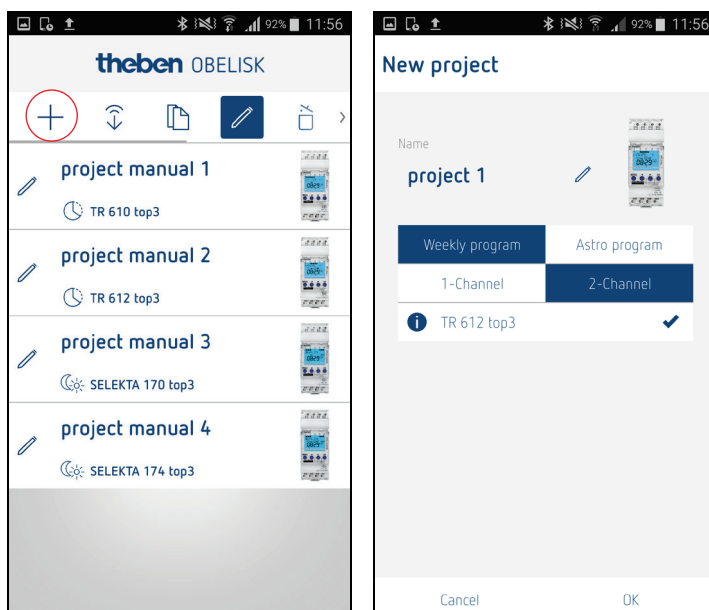 92% 11:56
theben OBELISK
project manual 1
TR 610 top3
project manual 2
TR 612 top3
project manual 3
SELEKTA 170 top3
project manual 4
SELEKTA 174 top3
92% 11:56
New project
Name
project 1
Weekly program Astro program
1-Channel 2-Channel
TR 612 top3
Cancel OK